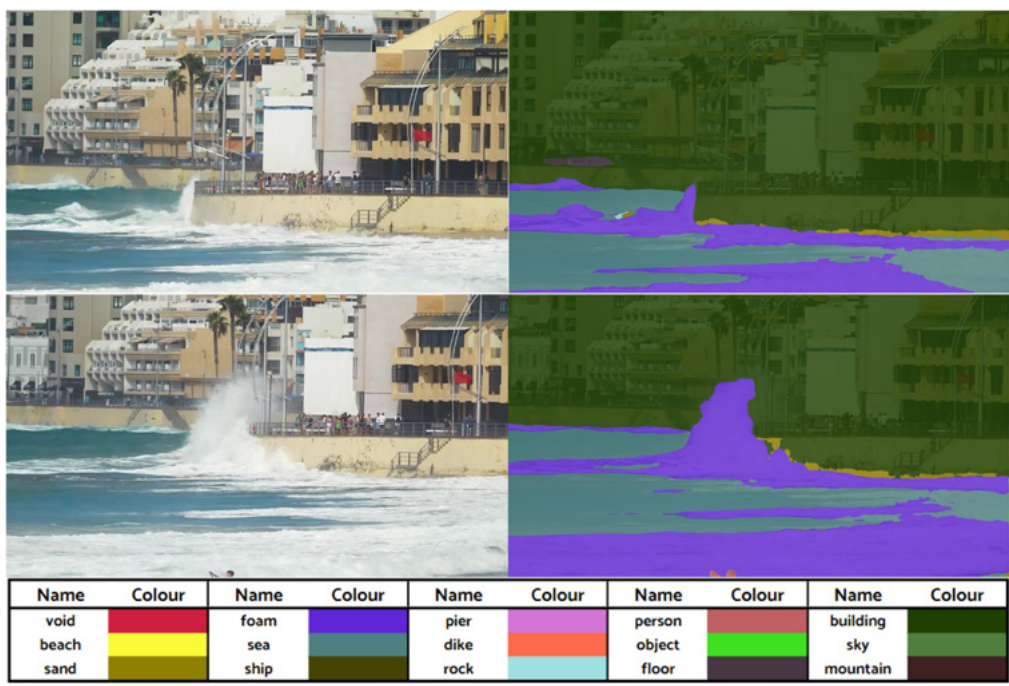 Name Colour Name Colour Name Colour Name Colour Name Colour
void foam pier person building
beach sea dike object sky
sand ship rock floor mountain